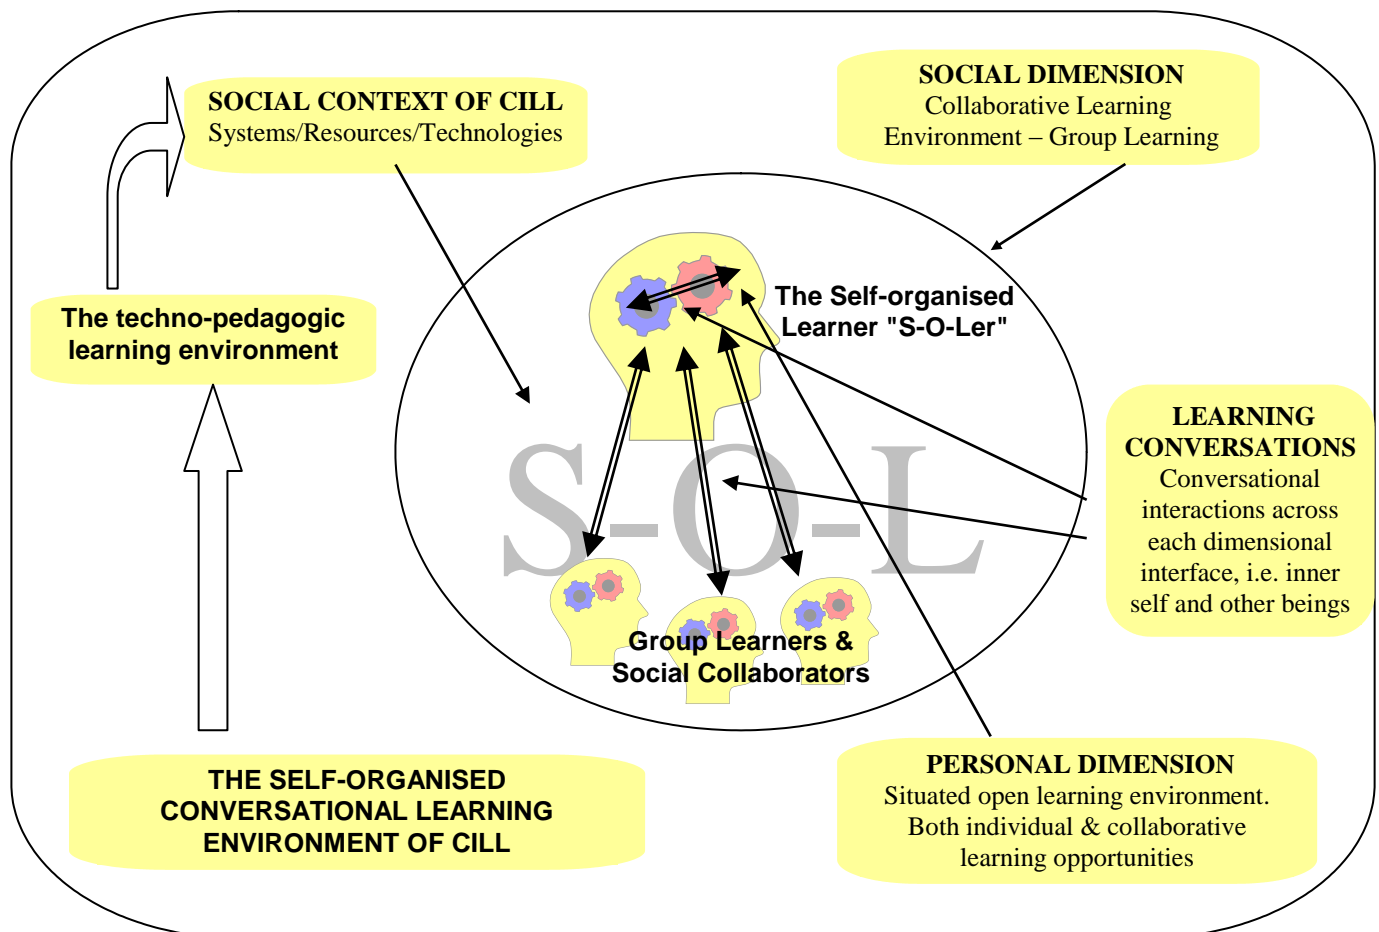 SOCIAL CONTEXT OF CILL
Systems/Resources/Technologies
SOCIAL DIMENSION
Collaborative Learning
Environment – Group Learning
The techno-pedagogic
learning environment
The Self-organised
Learner "S-O-Ler"
LEARNING
CONVERSATIONS
Conversational
interactions across
each dimensional
interface, i.e. inner
self and other beings
S-O-L
Group Learners &
Social Collaborators
THE SELF-ORGANISED
CONVERSATIONAL LEARNING
ENVIRONMENT OF CILL
PERSONAL DIMENSION
Situated open learning environment.
Both individual & collaborative
learning opportunities